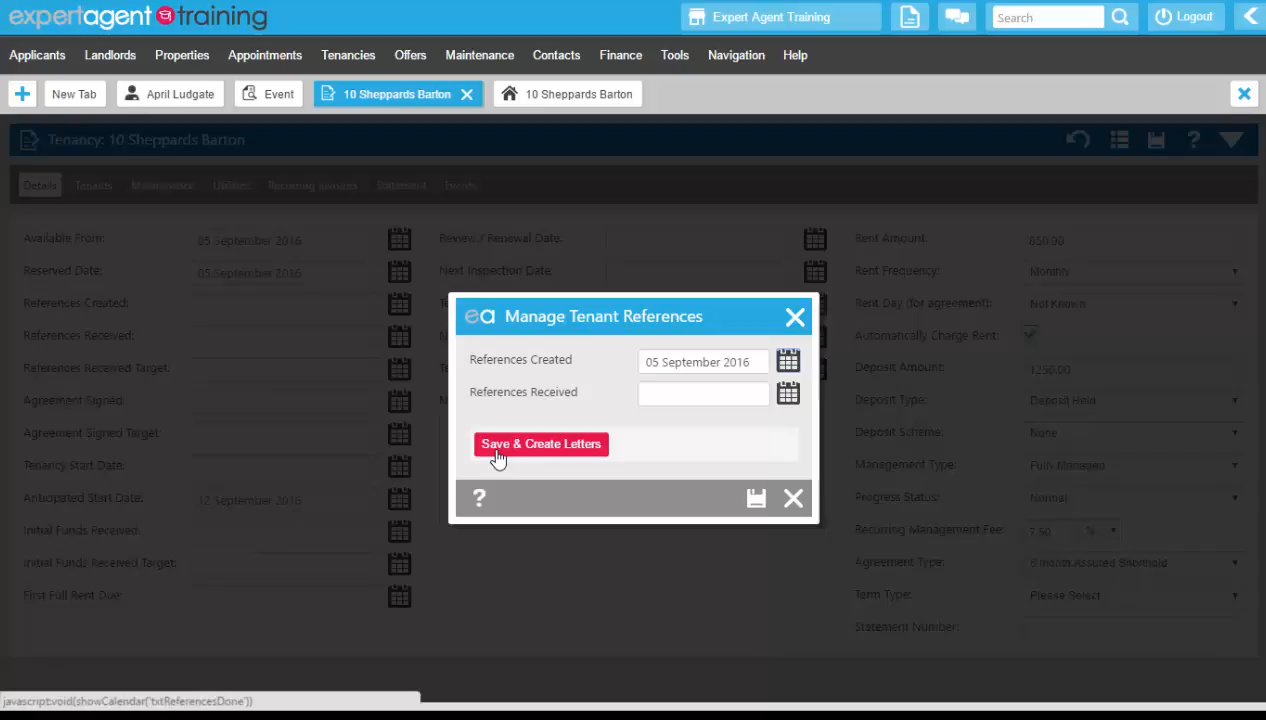 expertagent training
Expert Agent Training
Search
Logout
Applicants Landlords Properties Appointments Tenancies Offers Maintenance Contacts Finance Tools Navigation Help
New Tab April Ludgate Event 10 Sheppards Barton 10 Sheppards Barton
Tenancy: 10 Sheppards Barton
Details Tenants Maintenance Utilities Statement Events
Available From: 05 September 2016 Review / Renewal Date: Rent Amount: 850.00
Reserved Date: 05 September 2016 Next Inspection Date: Rent Frequency: Monthly
References Created: Rent Day (for agreement): Not Known
References Received: Automatically Charge Rent:
References Received Target: Deposit Amount: 1250.00
Agreement Signed: Deposit Type: Deposit Held
Agreement Signed Target: Deposit Scheme: None
Tenancy Start Date: Management Type: Fully Managed
Anticipated Start Date: 12 September 2016 Progress Status: Normal
Initial Funds Received: Recurring Management Fee: 7.50 %
Initial Funds Received Target: Agreement Type: 6 month Assured Shorthold
First Full Rent Due: Term Type: Please Select
Statement Number:
ea Manage Tenant References
References Created 05 September 2016
References Received
Save & Create Letters
?
javascript:void(showCalendar('txtReferencesDone'))